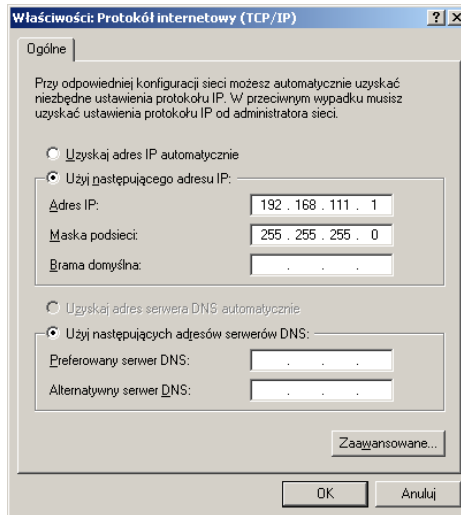 Właściwości: Protokół internetowy (TCP/IP)
Ogólne
Przy odpowiedniej konfiguracji sieci możesz automatycznie uzyskać
niezbędne ustawienia protokołu IP. W przeciwnym wypadku musisz
uzyskać ustawienia protokołu IP od administratora sieci.
Uzyskaj adres IP automatycznie
Użyj następującego adresu IP:
Adres IP: 192 . 168 . 111 . 1
Maska podsieci: 255 . 255 . 255 . 0
Brama domyślna: . . .
Uzyskaj adres serwera DNS automatycznie
Użyj następujących adresów serwerów DNS:
Preferowany serwer DNS: . . .
Alternatywny serwer DNS: . . .
Zaawansowane...
OK Anuluj